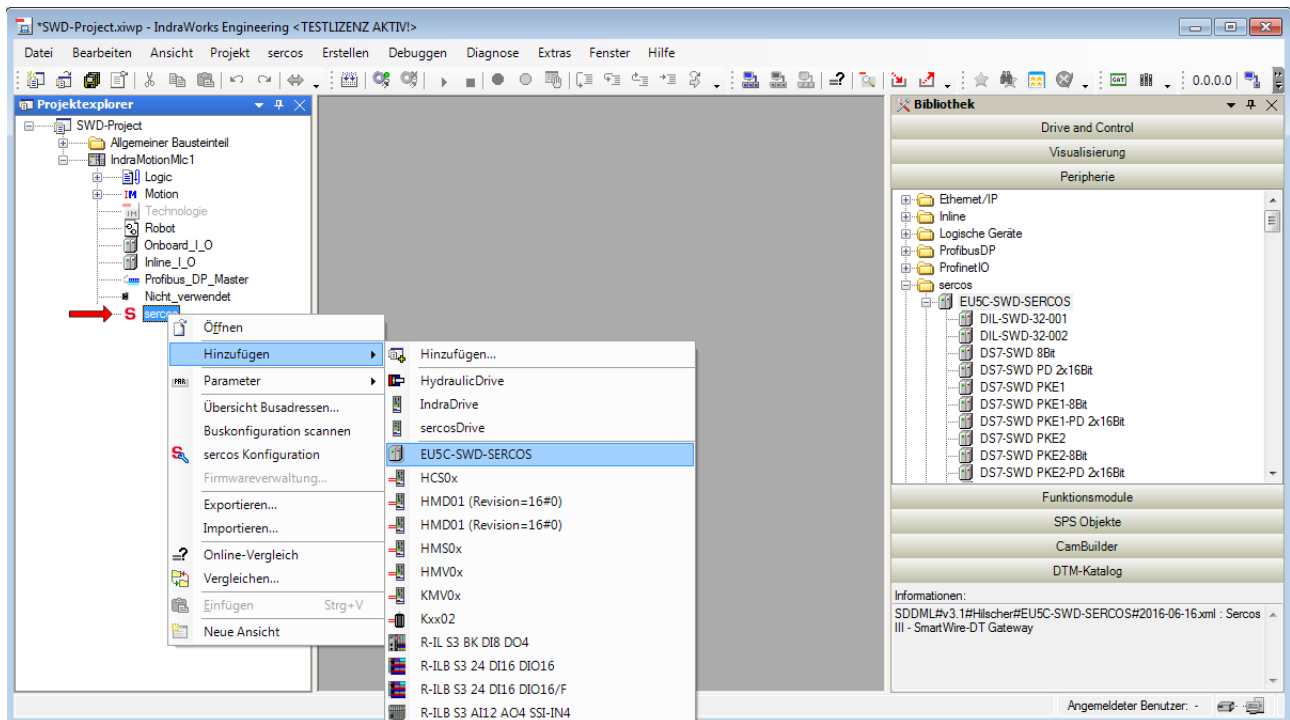 *SWD-Project.xiwp - IndraWorks Engineering <TESTLIZENZ AKTIV!>
Datei Bearbeiten Ansicht Projekt sercos Erstellen Debuggen Diagnose Extras Fenster Hilfe
0.0.0.0
Projektexplorer
SWD-Project
Allgemeiner Bausteinteil
IndraMotionMlc1
Logic
IM Motion
IM Technologie
Robot
Onboard_I_O
Inline_I_O
Profibus_DP_Master
Nicht_verwendet
S sercos
Öffnen
Hinzufügen
PAR Parameter
Übersicht Busadressen...
Buskonfiguration scannen
sercos Konfiguration
Firmwareverwaltung...
Exportieren...
Importieren...
=? Online-Vergleich
Vergleichen...
Einfügen Strg+V
Neue Ansicht
Hinzufügen...
HydraulicDrive
IndraDrive
sercosDrive
EU5C-SWD-SERCOS
HCS0x
HMD01 (Revision=16#0)
HMD01 (Revision=16#0)
HMS0x
HMV0x
KMV0x
Kxx02
R-IL S3 BK DI8 DO4
R-ILB S3 24 DI16 DIO16
R-ILB S3 24 DI16 DIO16/F
R-ILB S3 AI12 AO4 SSI-IN4
Bibliothek
Drive and Control
Visualisierung
Peripherie
Ethernet/IP
Inline
Logische Geräte
ProfibusDP
ProfinetIO
sercos
EU5C-SWD-SERCOS
DIL-SWD-32-001
DIL-SWD-32-002
DS7-SWD 8Bit
DS7-SWD PD 2x16Bit
DS7-SWD PKE1
DS7-SWD PKE1-8Bit
DS7-SWD PKE1-PD 2x16Bit
DS7-SWD PKE2
DS7-SWD PKE2-8Bit
DS7-SWD PKE2-PD 2x16Bit
Funktionsmodule
SPS Objekte
CamBuilder
DTM-Katalog
Informationen:
SDDML#v3.1#Hilscher#EU5C-SWD-SERCOS#2016-06-16.xml : Sercos
III - SmartWire-DT Gateway
Angemeldeter Benutzer: -